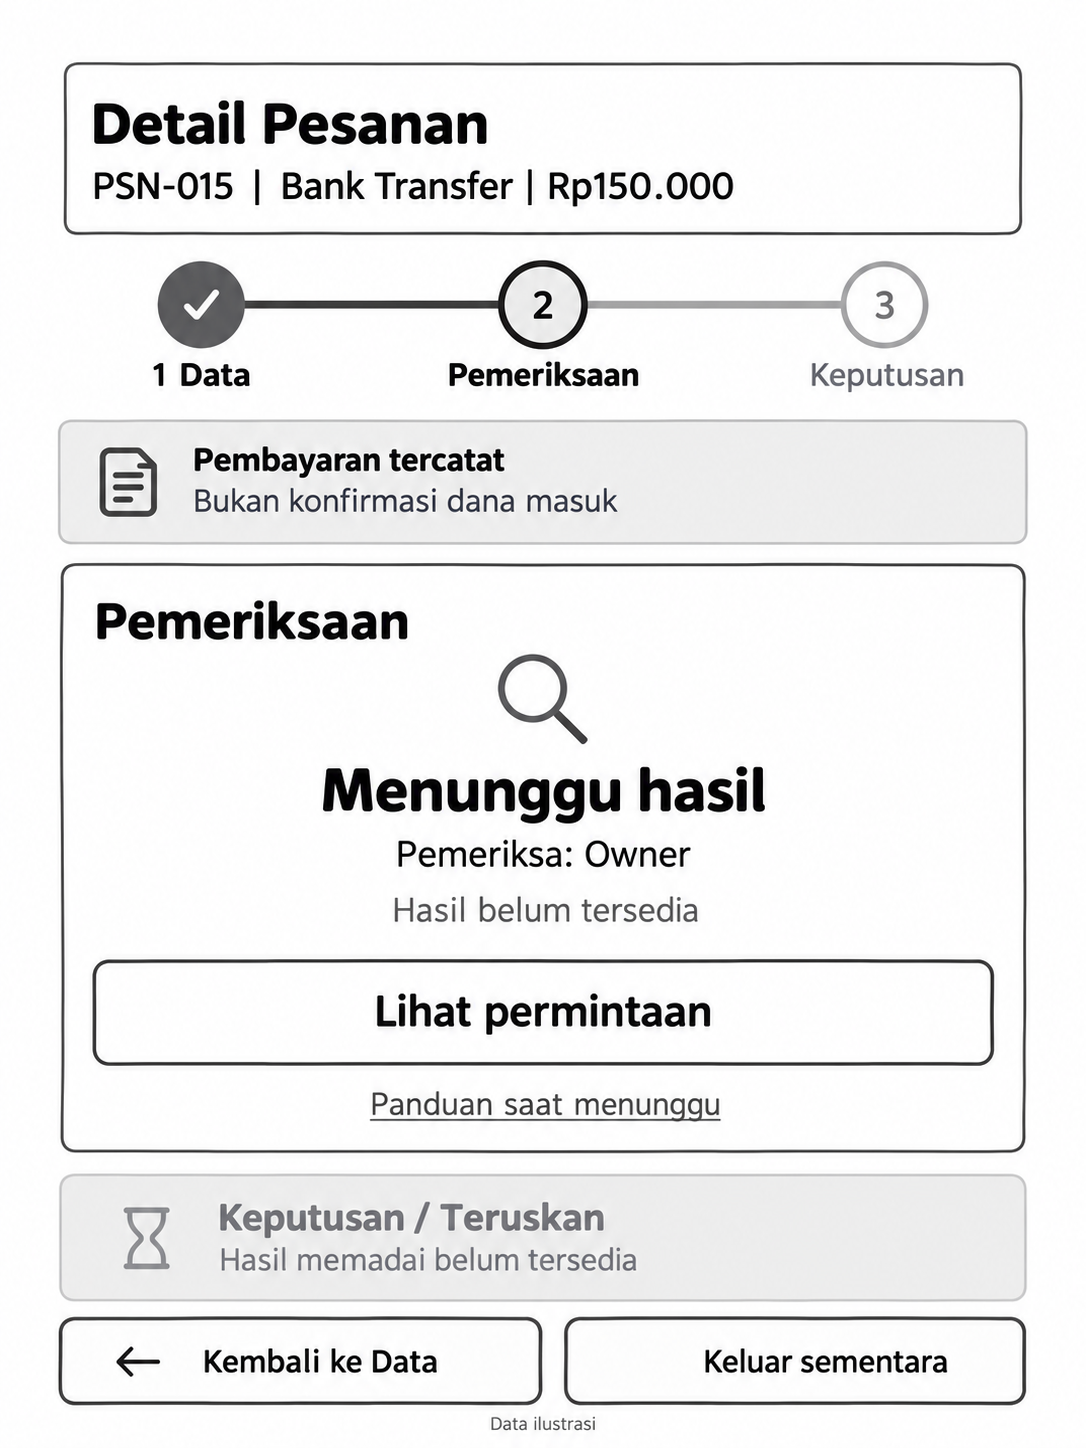 Detail Pesanan
PSN-015 | Bank Transfer | Rp150.000
2
3
1 Data
Pemeriksaan
Keputusan
Pembayaran tercatat
Bukan konfirmasi dana masuk
Pemeriksaan
Menunggu hasil
Pemeriksa: Owner
Hasil belum tersedia
Lihat permintaan
Panduan saat menunggu
Keputusan / Teruskan
Hasil memadai belum tersedia
Kembali ke Data
Keluar sementara
Data ilustrasi